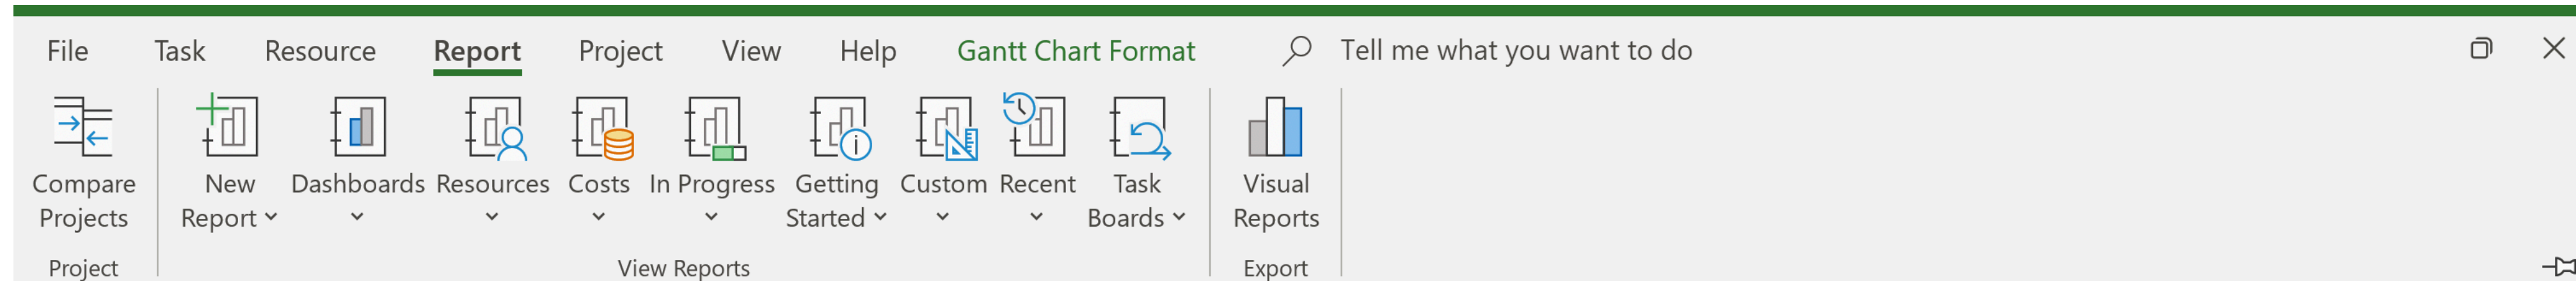 File Task Resource Report Project View Help Gantt Chart Format Tell me what you want to do
Compare New Dashboards Resources Costs In Progress Getting Custom Recent Task Visual
Projects Report Started Boards Reports
Project View Reports Export